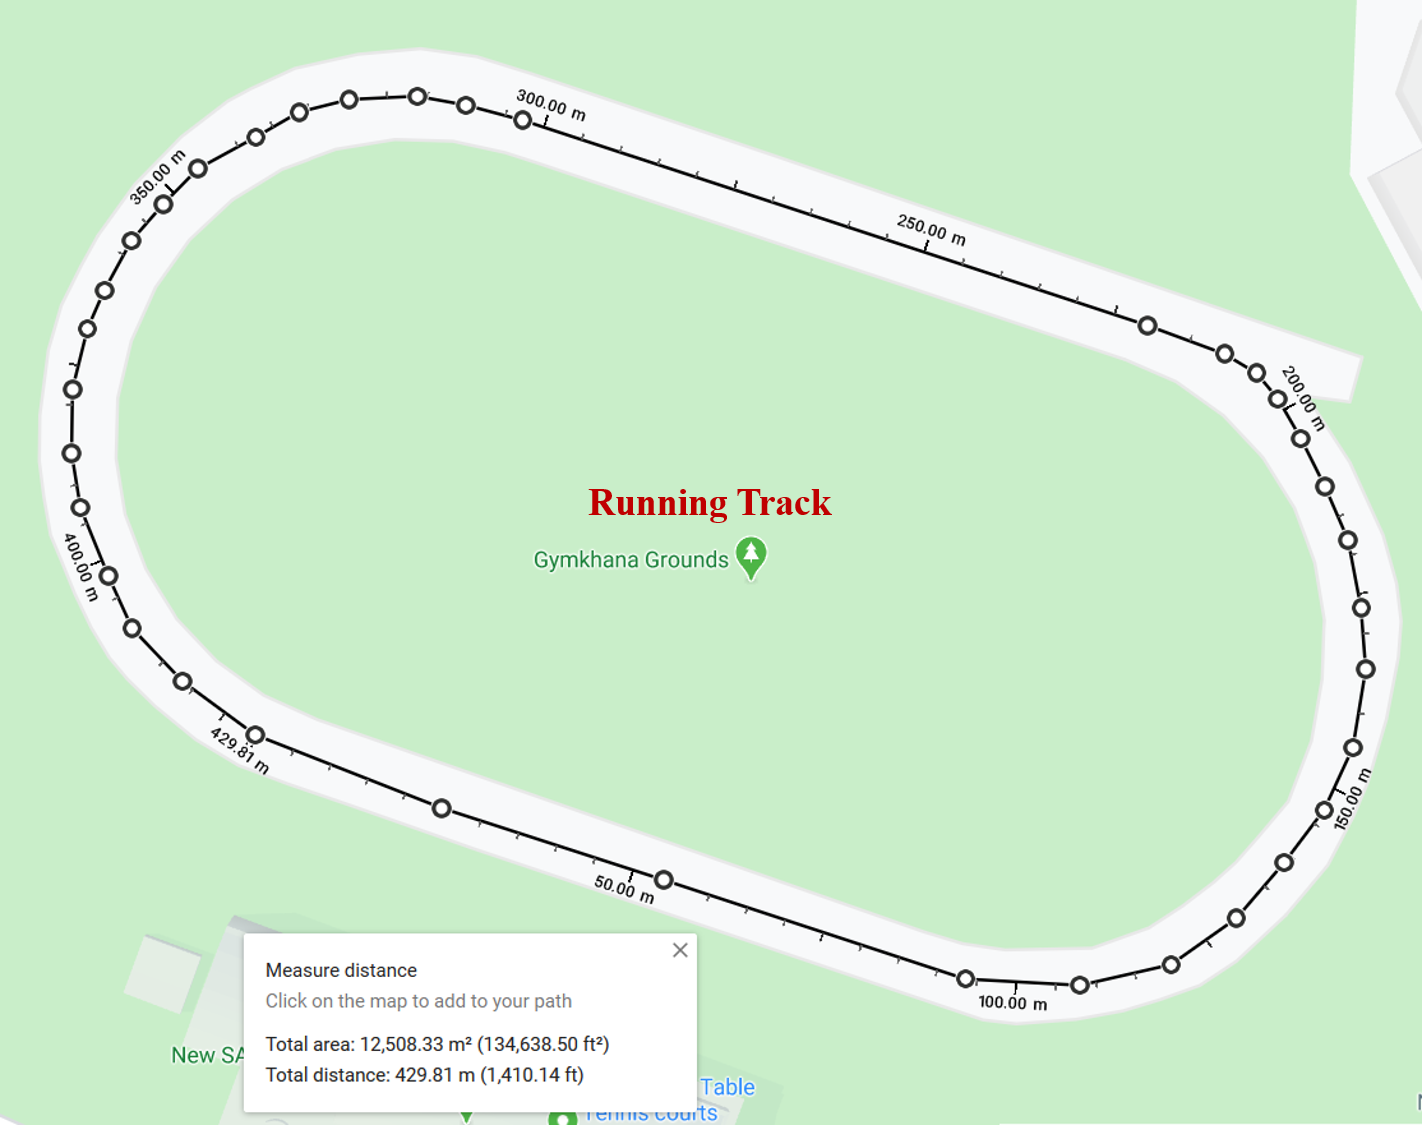 300.00 m
350.00 m
250.00 m
200.00 m
Running Track
Gymkhana Grounds
400.00 m
429.81 m
150.00 m
50.00 m
100.00 m
Measure distance
Click on the map to add to your path
Total area: 12,508.33 m² (134,638.50 ft²)
Total distance: 429.81 m (1,410.14 ft)
New SA
Table
Tennis courts